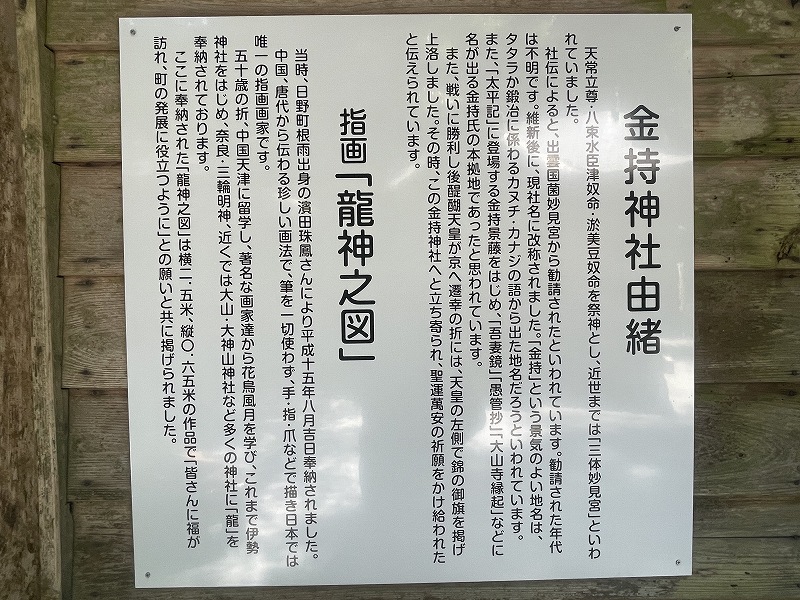 金持神社由緒
天常立尊・八束水臣津奴命・淤美豆奴命を祭神とし、近世までは「三体妙見宮」といわ
れていました。
社伝によると、出雲国薗妙見宮から勧請されたといわれています。勧請された年代
は不明です。維新後に、現社名に改称されました。「金持」という景気のよい地名は、
タタラか鍛冶に係わるカヌチ・カナジの語から出た地名だろうといわれています。
また、「太平記」に登場する金持景藤をはじめ、「吾妻鏡」「愚管抄」「大山寺縁起」などに
名が出る金持氏の本拠地であったと思われています。
また、戦いに勝利し後醍醐天皇が京へ遷幸の折には、天皇の左側で錦の御旗を掲げ
上洛しました。その時、この金持神社へと立ち寄られ、聖運萬安の祈願をかけ給われた
と伝えられています。
指画「龍神之図」
当時、日野町根雨出身の濱田珠鳳さんにより平成十五年八月吉日奉納されました。
中国、唐代から伝わる珍しい画法で、筆を一切使わず、手・指・爪などで描き日本では
唯一の指画画家です。
五十歳の折、中国天津に留学し、著名な画家達から花鳥風月を学び、これまで伊勢
神社をはじめ、奈良・三輪明神、近くでは大山・大神山神社など多くの神社に「龍」を
奉納されております。
ここに奉納された「龍神之図」は横二.五米、縦〇.六五米の作品で「皆さんに福が
訪れ、町の発展に役立つように」との願いと共に掲げられました。